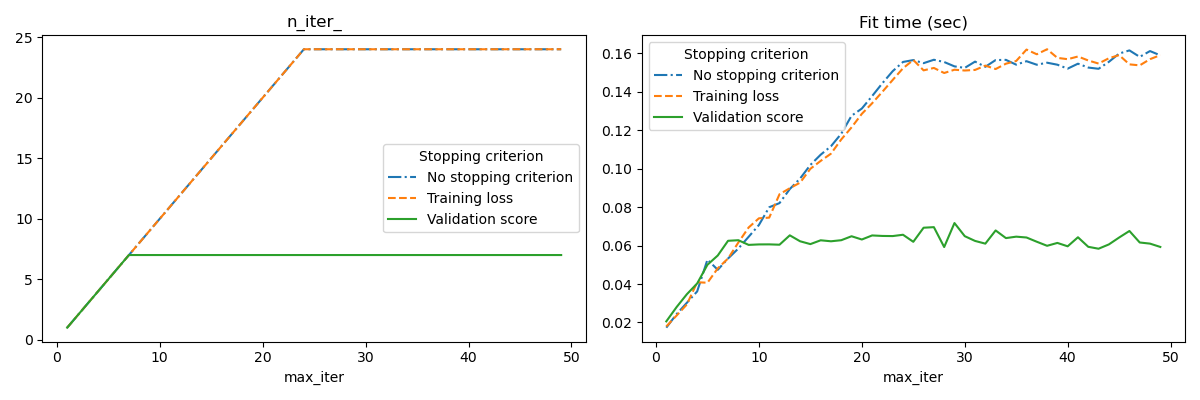 n_iter_
25
20
15
10
5
0
Stopping criterion
No stopping criterion
Training loss
Validation score
0
10
20
30
40
50
max_iter
Fit time (sec)
0.16
0.14
0.12
0.10
0.08
0.06
0.04
0.02
Stopping criterion
No stopping criterion
Training loss
Validation score
0
10
20
30
40
50
max_iter